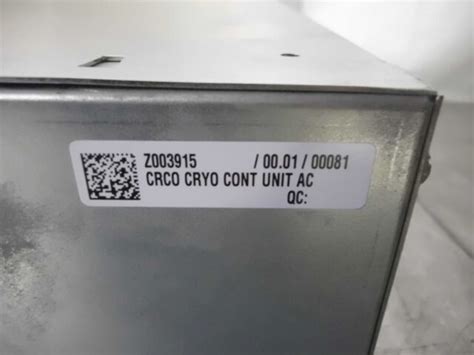 Z003915 / 00.01 / 00081
CRCO CRYO CONT UNIT AC
QC: